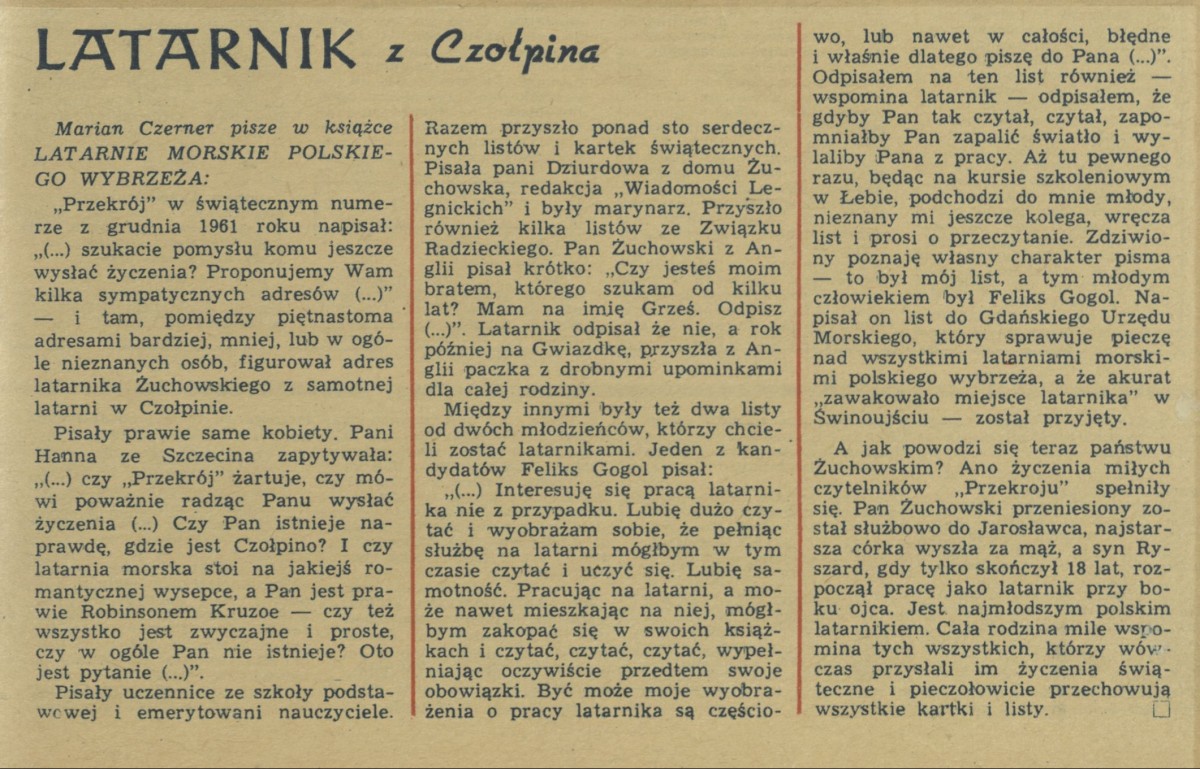 LATARNIK z Czołpina
Marian Czerner pisze w książce
LATARNIE MORSKIE POLSKIE-
GO WYBRZEŻA:
„Przekrój” w świątecznym nume-
rze z grudnia 1961 roku napisał:
„(...) szukacie pomysłu komu jeszcze
wysłać życzenia? Proponujemy Wam
kilka sympatycznych adresów (...)”
— i tam, pomiędzy piętnastoma
adresami bardziej, mniej, lub w ogó-
le nieznanych osób, figurował adres
latarnika Żuchowskiego z samotnej
latarni w Czołpinie.
Pisały prawie same kobiety. Pani
Hanna ze Szczecina zapytywała:
„(...) czy „Przekrój” żartuje, czy mó-
wi poważnie radząc Panu wysłać
życzenia (...) Czy Pan istnieje na-
prawdę, gdzie jest Czołpino? I czy
latarnia morska stoi na jakiejś ro-
mantycznej wysepce, a Pan jest pra-
wie Robinsonem Kruzoe — czy też
wszystko jest zwyczajne i proste,
czy w ogóle Pan nie istnieje? Oto
jest pytanie (...)”.
Pisały uczennice ze szkoły podsta-
wowej i emerytowani nauczyciele.
Razem przyszło ponad sto serdecz-
nych listów i kartek świątecznych.
Pisała pani Dziurdowa z domu Żu-
chowska, redakcja „Wiadomości Le-
gnickich” i były marynarz. Przyszło
również kilka listów ze Związku
Radzieckiego. Pan Żuchowski z An-
glii pisał krótko: „Czy jesteś moim
bratem, którego szukam od kilku
lat? Mam na imię Grześ. Odpisz
(...)”. Latarnik odpisał że nie, a rok
później na Gwiazdkę, przyszła z An-
glii paczka z drobnymi upominkami
dla całej rodziny.
Między innymi były też dwa listy
od dwóch młodzieńców, którzy chcie-
li zostać latarnikami. Jeden z kan-
dydatów Feliks Gogol pisał:
„(...) Interesuję się pracą latarni-
ka nie z przypadku. Lubię dużo czy-
tać i wyobrażam sobie, że pełniąc
służbę na latarni mógłbym w tym
czasie czytać i uczyć się. Lubię sa-
motność. Pracując na latarni, a mo-
że nawet mieszkając na niej, mógł-
bym zakopać się w swoich książ-
kach i czytać, czytać, czytać, wypeł-
niając oczywiście przedtem swoje
obowiązki. Być może moje wyobra-
żenia o pracy latarnika są częścio-
wo, lub nawet w całości, błędne
i właśnie dlatego piszę do Pana (...)”.
Odpisałem na ten list również —
wspomina latarnik — odpisałem, że
gdyby Pan tak czytał, czytał, zapo-
mniałby Pan zapalić światło i wy-
laliby Pana z pracy. Aż tu pewnego
razu, będąc na kursie szkoleniowym
w Łebie, podchodzi do mnie młody,
nieznany mi jeszcze kolega, wręcza
list i prosi o przeczytanie. Zdziwio-
ny poznaję własny charakter pisma
— to był mój list, a tym młodym
człowiekiem był Feliks Gogol. Na-
pisał on list do Gdańskiego Urzędu
Morskiego, który sprawuje pieczę
nad wszystkimi latarniami morski-
mi polskiego wybrzeża, a że akurat
„zawakowało miejsce latarnika” w
Świnoujściu — został przyjęty.
A jak powodzi się teraz państwu
Żuchowskim? Ano życzenia miłych
czytelników „Przekroju” spełniły
się. Pan Żuchowski przeniesiony zo-
stał służbowo do Jarosławca, najstar-
sza córka wyszła za mąż, a syn Ry-
szard, gdy tylko skończył 18 lat, roz-
począł pracę jako latarnik przy bo-
ku ojca. Jest najmłodszym polskim
latarnikiem. Cała rodzina mile wspo-
mina tych wszystkich, którzy wów-
czas przysłali im życzenia świą-
teczne i pieczołowicie przechowują
wszystkie kartki i listy. □